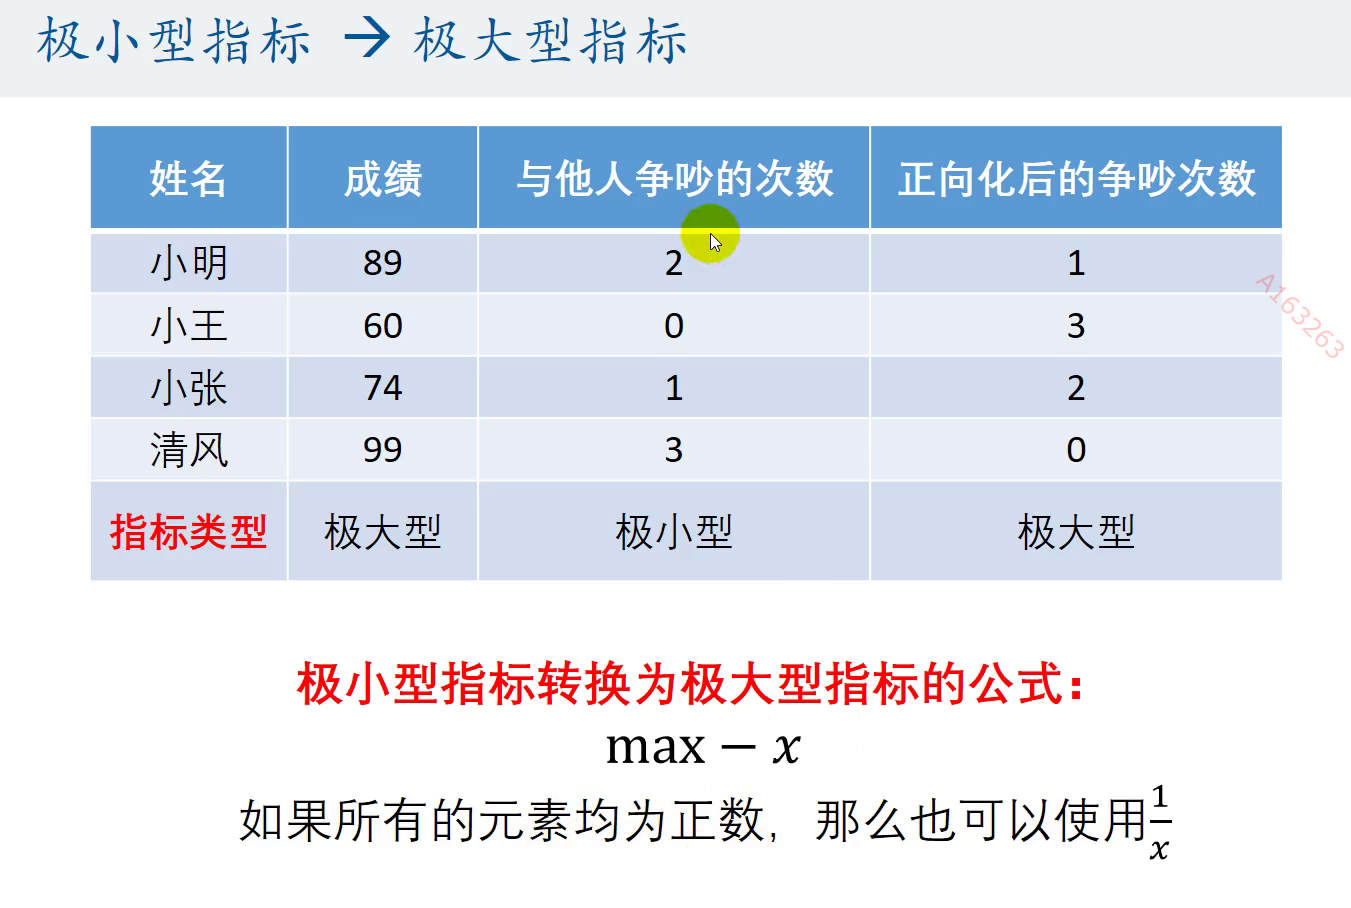 极小型指标 → 极大型指标
姓名 成绩 与他人争吵的次数 正向化后的争吵次数
小明 89 2 1
小王 60 0 3
小张 74 1 2
清风 99 3 0
指标类型 极大型 极小型 极大型
A163263
极小型指标转换为极大型指标的公式：
max − x
如果所有的元素均为正数，那么也可以使用1/x